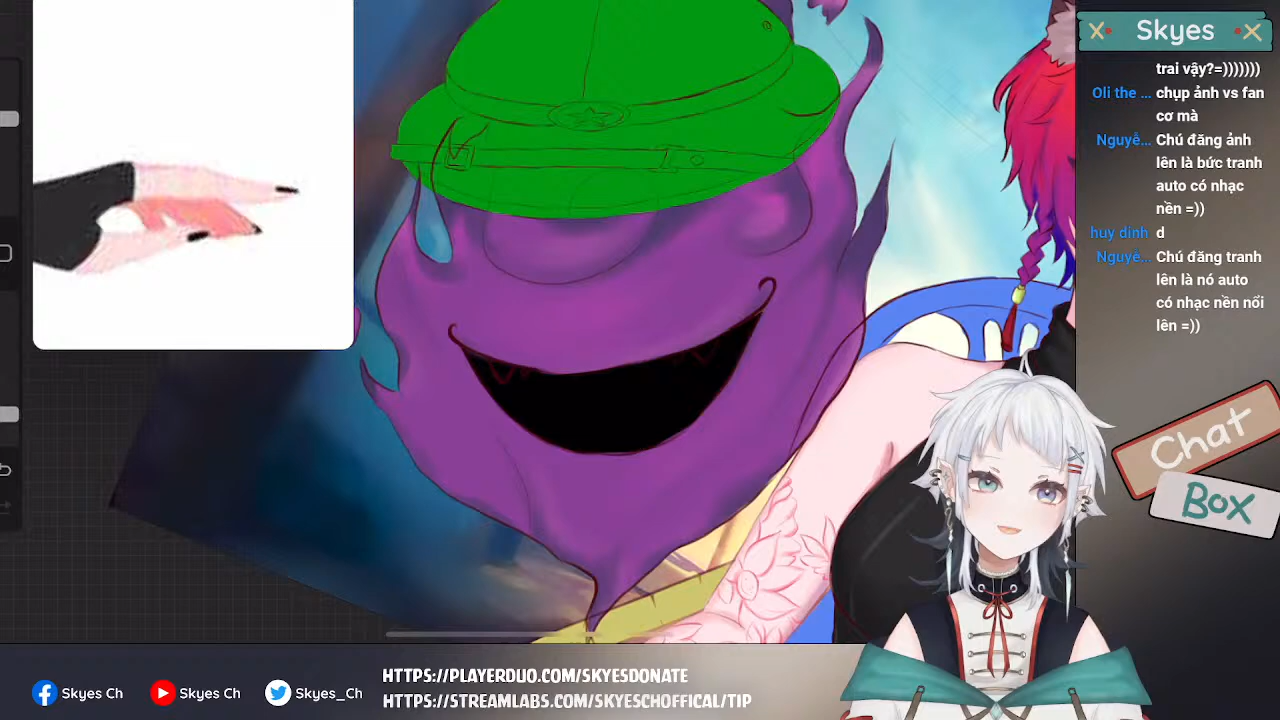 Skyes
trai vậy?=)))))))
Oli the ... chụp ảnh vs fan
cơ mà
Nguyễ... Chú đăng ảnh
lên là bức tranh
auto có nhạc
nền =))
huy dinh d
Nguyễ... Chú đăng tranh
lên là nó auto
có nhạc nền nổi
lên =))
Chat
Box
HTTPS://PLAYERDUO.COM/SKYESDONATE
Skyes Ch Skyes Ch Skyes_Ch
HTTPS://STREAMLABS.COM/SKYESCHOFFICAL/TIP